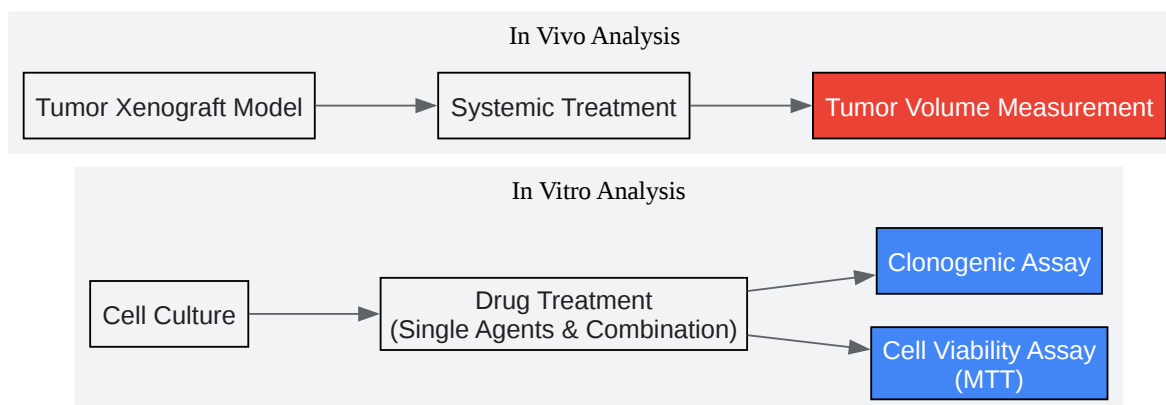 In Vivo Analysis
Tumor Xenograft Model
Systemic Treatment
Tumor Volume Measurement
In Vitro Analysis
Cell Culture
Drug Treatment
(Single Agents & Combination)
Clonogenic Assay
Cell Viability Assay
(MTT)